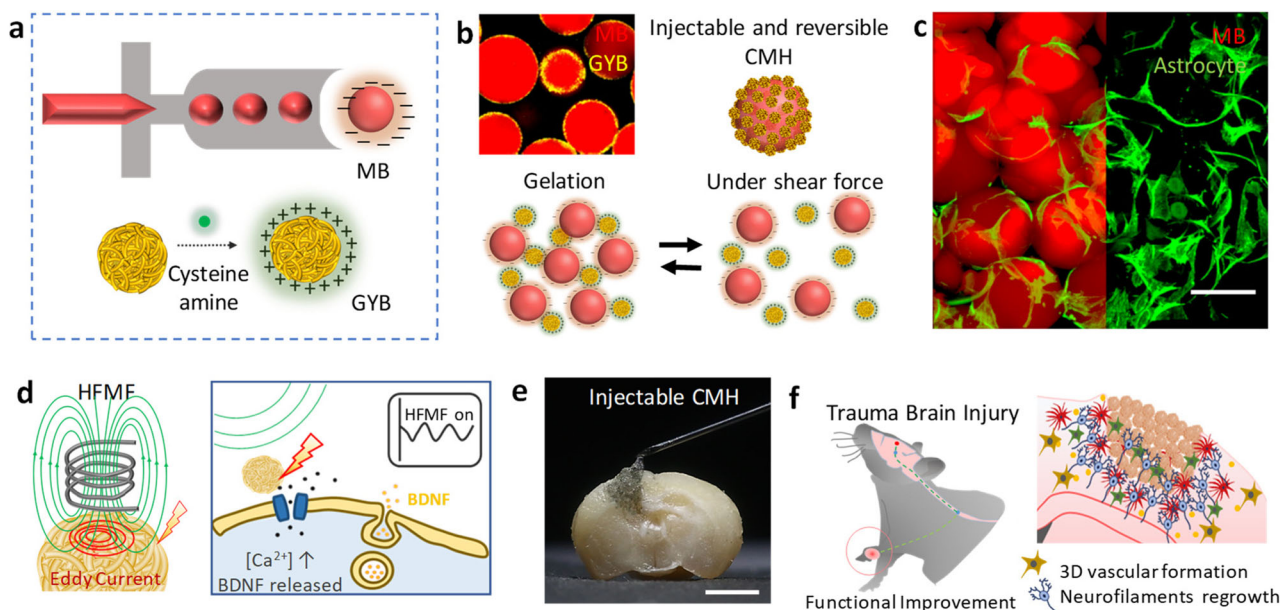 a
MB
Cysteine
amine
GYB
b
MB
GYB
Injectable and reversible
CMH
Gelation
Under shear force
c
MB
Astrocyte
d
HFMF
Eddy Current
HFMF on
BDNF
[Ca²⁺] ↑
BDNF released
e
Injectable CMH
f
Trauma Brain Injury
Functional Improvement
3D vascular formation
Neurofilaments regrowth